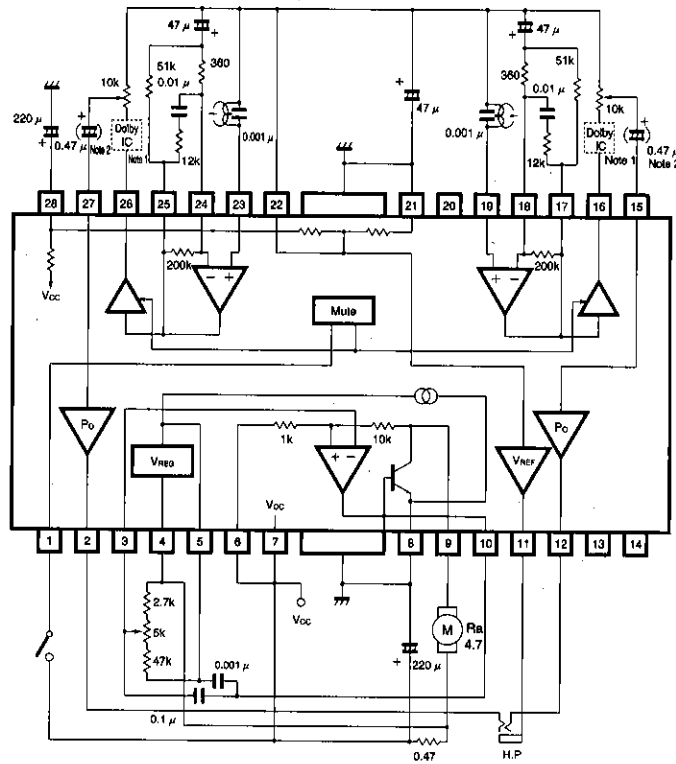 47 μ +
47 μ +
51k
0.01 μ
360
360
0.01 μ
51k
10k
10k
220 μ
+
(+)
0.47 μ
Note 2
Dolby IC
Note 1
12k
0.001 μ
+
47 μ
0.001 μ
12k
Dolby IC
Note 1
(+)
0.47 μ
Note 2
28 27 26 25 24 23 22 21 20 19 18 17 16 15
200k
- +
+ -
200k
Vcc
Mute
Po
Po
1k
10k
+ -
VREG
VREF
Vcc
1 2 3 4 5 6 7 8 9 10 11 12 13 14
2.7k
5k
47k
Vcc
M
Ra
4.7
0.001 μ
+
220 μ
0.1 μ
0.47
H.P